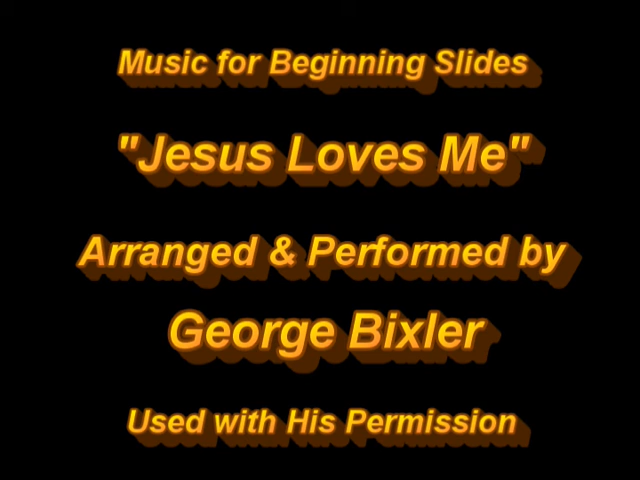 Music for Beginning Slides
"Jesus Loves Me"
Arranged & Performed by
George Bixler
Used with His Permission